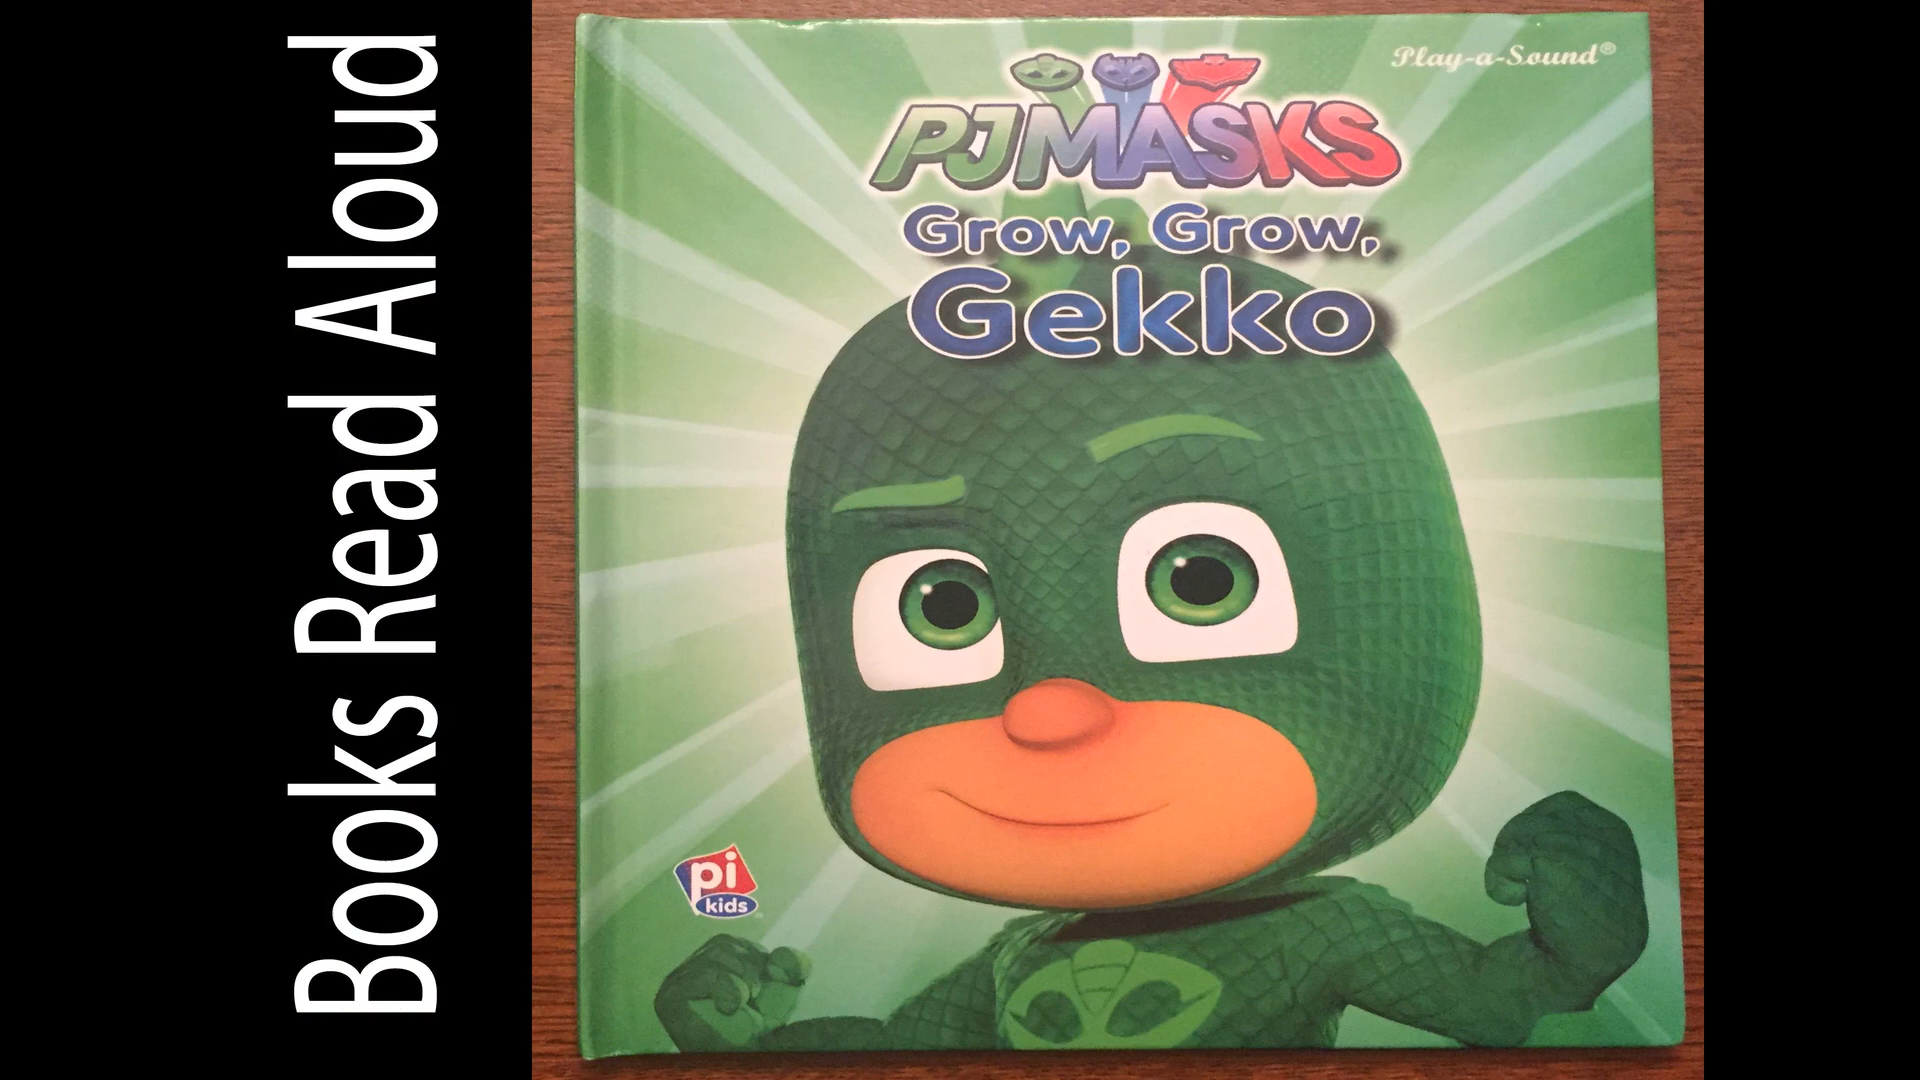 Books Read Aloud
Play-a-Sound®
PJMASKS
Grow, Grow,
Gekko
pi
kids